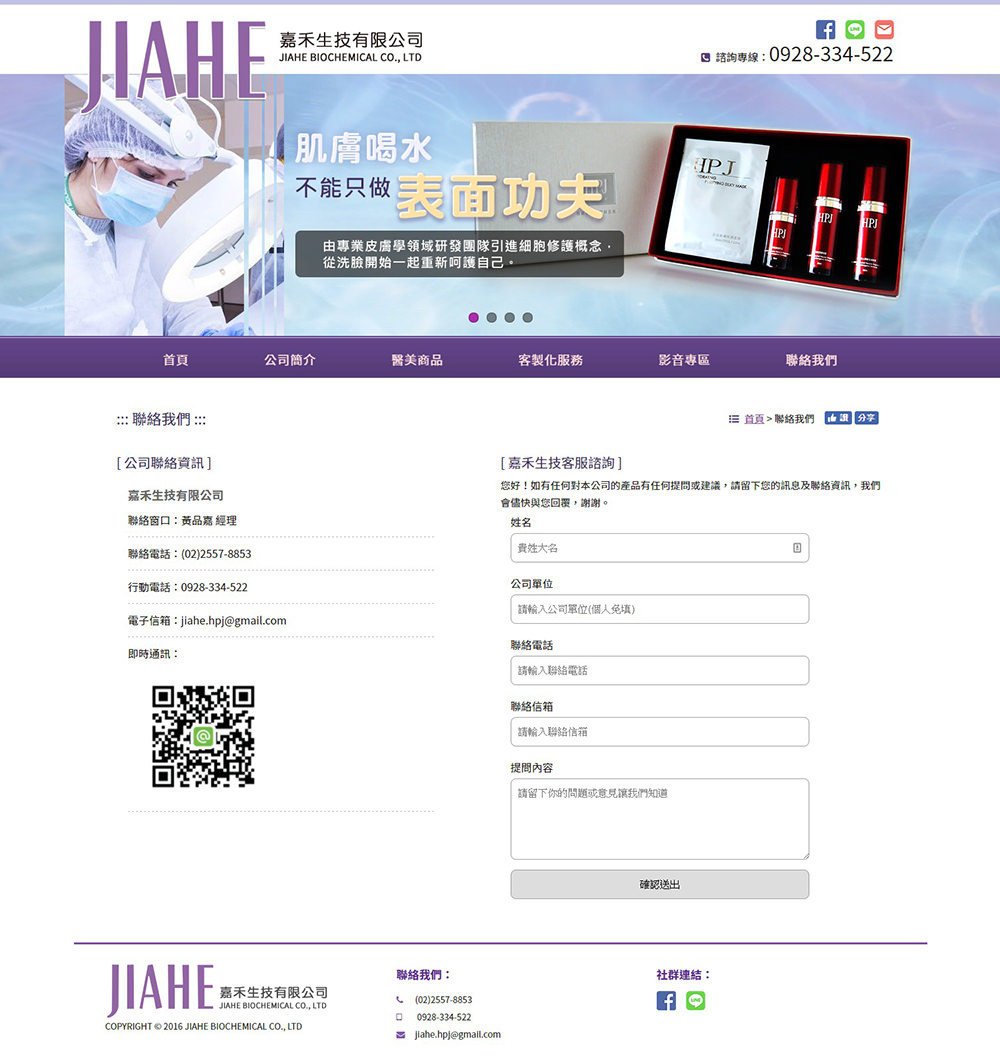 JIAHE
嘉禾生技有限公司
JIAHE BIOCHEMICAL CO., LTD
諮詢專線：0928-334-522
肌膚喝水
不能只做 表面功夫
由專業皮膚學領域研發團隊引進細胞修護概念，
從洗臉開始一起重新呵護自己。
HPJ
HPJ
HPJ
HPJ
首頁 公司簡介 醫美商品 客製化服務 影音專區 聯絡我們
::: 聯絡我們 :::
首頁 > 聯絡我們 讚 分享
[ 公司聯絡資訊 ]
嘉禾生技有限公司
聯絡窗口：黃品嘉 經理
聯絡電話：(02)2557-8853
行動電話：0928-334-522
電子信箱：jiahe.hpj@gmail.com
即時通訊：
[ 嘉禾生技客服諮詢 ]
您好！如有任何對本公司的產品有任何提問或建議，請留下您的訊息及聯絡資訊，我們
會儘快與您回覆，謝謝。
姓名
貴姓大名
公司單位
請輸入公司單位(個人免填)
聯絡電話
請輸入聯絡電話
聯絡信箱
請輸入聯絡信箱
提問內容
請留下你的問題或意見讓我們知道
確認送出
JIAHE
嘉禾生技有限公司
JIAHE BIOCHEMICAL CO., LTD
COPYRIGHT © 2016 JIAHE BIOCHEMICAL CO., LTD
聯絡我們：
(02)2557-8853
0928-334-522
jiahe.hpj@gmail.com
社群連結：